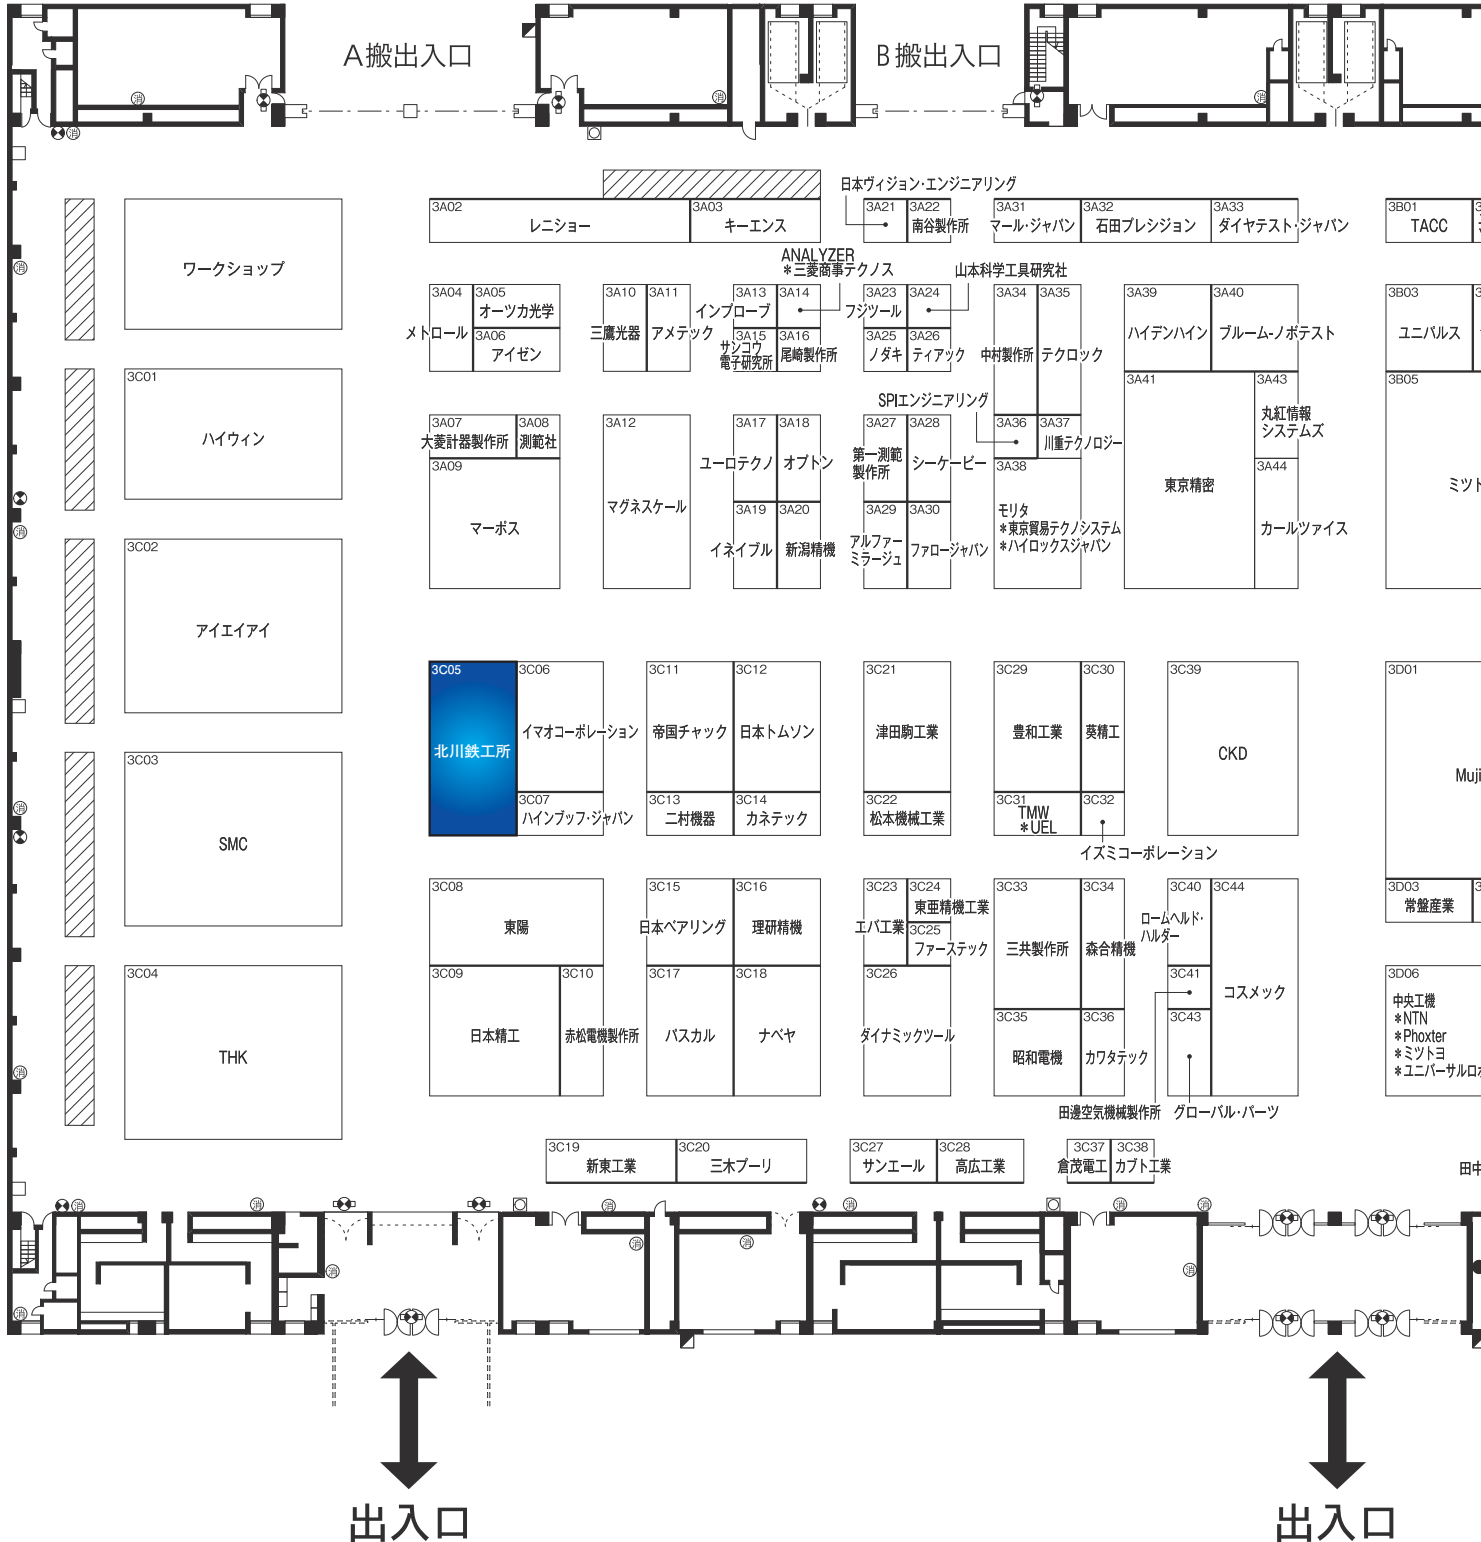 A搬出入口
B搬出入口
消
消
消
消
日本ヴィジョン・エンジニアリング
3A02
レニショー
3A03
キーエンス
3A21
3A22
南谷製作所
3A31
マール・ジャパン
3A32
石田プレシジョン
3A33
ダイヤテスト・ジャパン
3B01
TACC
ワークショップ
消
ANALYZER
＊三菱商事テクノス
山本科学工具研究社
3A04
メトロール
3A05
オーツカ光学
3A06
アイゼン
3A10
三鷹光器
3A11
アメテック
3A13
インプローブ
3A14
3A15
サンコウ
電子研究所
3A16
尾崎製作所
3A23
フジツール
3A24
3A25
ノダキ
3A26
ティアック
3A34
中村製作所
3A35
テクロック
3A39
ハイデンハイン
3A40
ブルーム-ノボテスト
3B03
ユニバルス
3C01
ハイウィン
SPIエンジニアリング
3A07
大菱計器製作所
3A08
測範社
3A09
マーポス
3A12
マグネスケール
3A17
ユーロテクノ
3A18
オプトン
3A19
イネイブル
3A20
新潟精機
3A27
第一測範
製作所
3A28
シーケービー
3A29
アルファー
ミラージュ
3A30
ファロージャパン
3A36
3A37
川重テクノロジー
3A38
モリタ
＊東京貿易テクノシステム
＊ハイロックスジャパン
3A41
東京精密
3A43
丸紅情報
システムズ
3A44
カールツァイス
3B05
ミツト
消
3C02
アイエイアイ
3C05
北川鉄工所
3C06
イマオコーポレーション
3C07
ハインブッフ・ジャパン
3C11
帝国チャック
3C12
日本トムソン
3C13
二村機器
3C14
カネテック
3C21
津田駒工業
3C22
松本機械工業
3C29
豊和工業
3C30
葵精工
3C31
TMW
＊UEL
3C32
イズミコーポレーション
3C39
CKD
3D01
Muji
3C03
SMC
消
3C08
東陽
3C09
日本精工
3C10
赤松電機製作所
3C15
日本ベアリング
3C16
理研精機
3C17
パスカル
3C18
ナベヤ
3C23
エバ工業
3C24
東亜精機工業
3C25
ファーステック
3C26
ダイナミックツール
3C33
三共製作所
3C34
森合精機
3C35
昭和電機
3C36
カワタテック
3C40
ロームヘルド・
ハルダー
3C41
3C43
3C44
コスメック
田邊空気機械製作所
グローバル・パーツ
3D03
常盤産業
3D06
中央工機
＊NTN
＊Phoxter
＊ミツトヨ
＊ユニバーサルロボ
3C04
THK
消
3C19
新東工業
3C20
三木プーリ
3C27
サンエール
3C28
高広工業
3C37
倉茂電工
3C38
カブト工業
田中
消
消
消
消
消
消
消
消
消
消
消
出入口
出入口